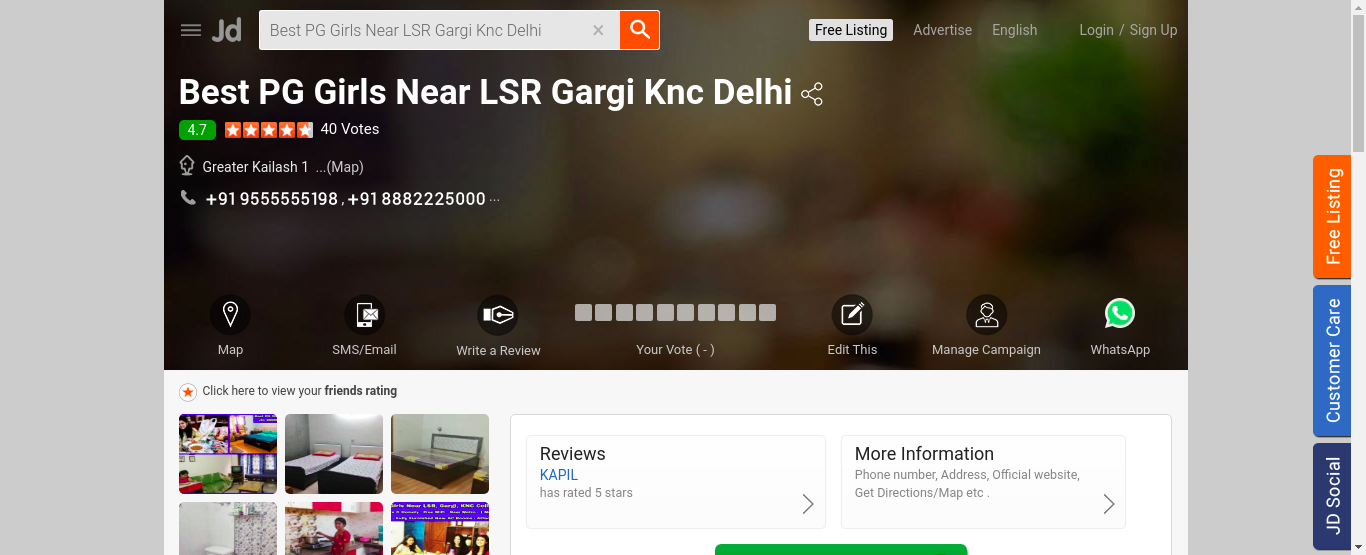 Jd
Best PG Girls Near LSR Gargi Knc Delhi
Free Listing
Advertise
English
Login / Sign Up
Best PG Girls Near LSR Gargi Knc Delhi
4.7
40 Votes
Greater Kailash 1 ...(Map)
+91 9555555198 , +91 8882225000 ...
Map
SMS/Email
Write a Review
Your Vote ( - )
Edit This
Manage Campaign
WhatsApp
Click here to view your friends rating
Reviews
KAPIL
has rated 5 stars
More Information
Phone number, Address, Official website,
Get Directions/Map etc .
Free Listing
Customer Care
JD Social